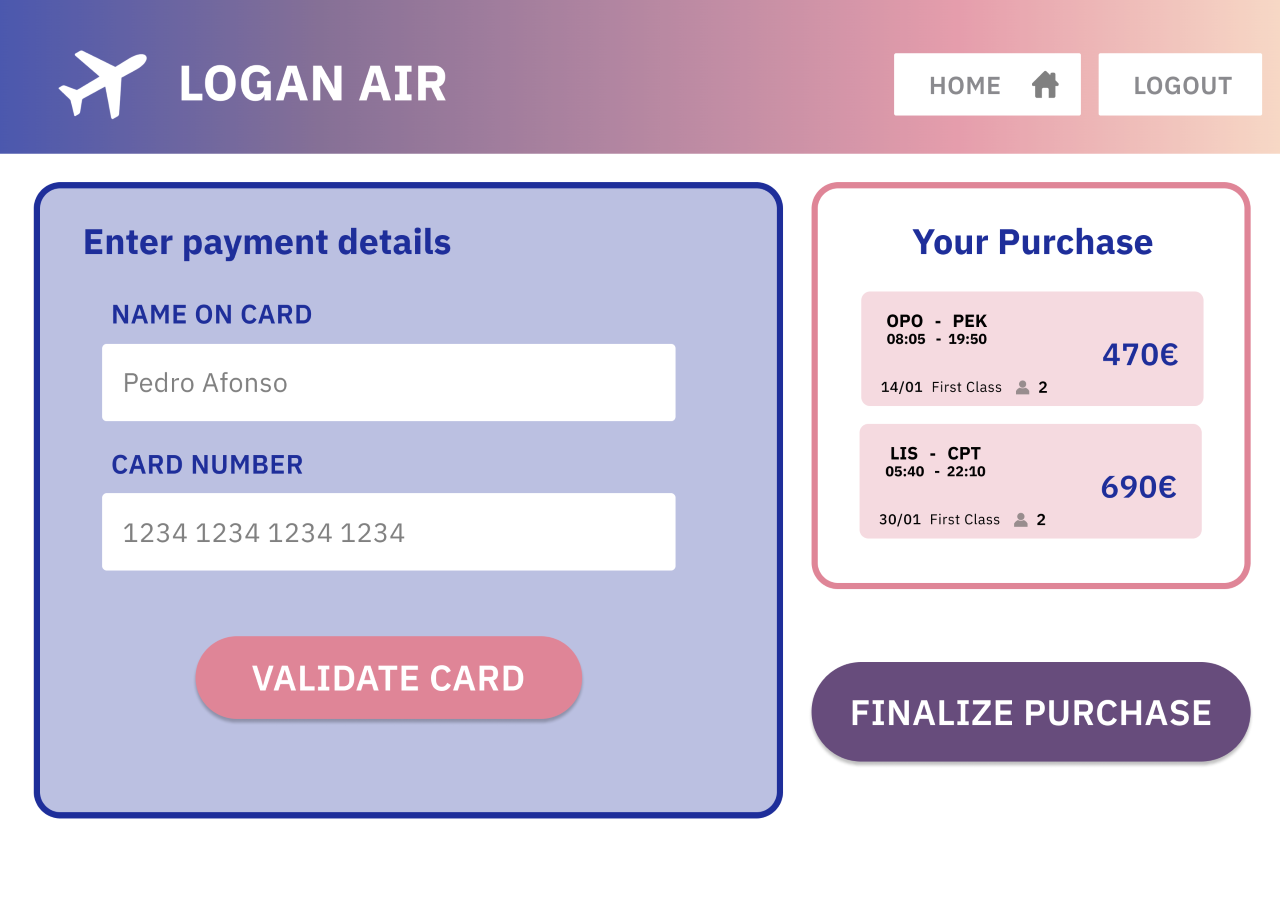 LOGAN AIR
HOME
LOGOUT
Enter payment details
NAME ON CARD
Pedro Afonso
CARD NUMBER
1234 1234 1234 1234
VALIDATE CARD
Your Purchase
OPO - PEK
08:05 - 19:50
470€
14/01 First Class 2
LIS - CPT
05:40 - 22:10
690€
30/01 First Class 2
FINALIZE PURCHASE